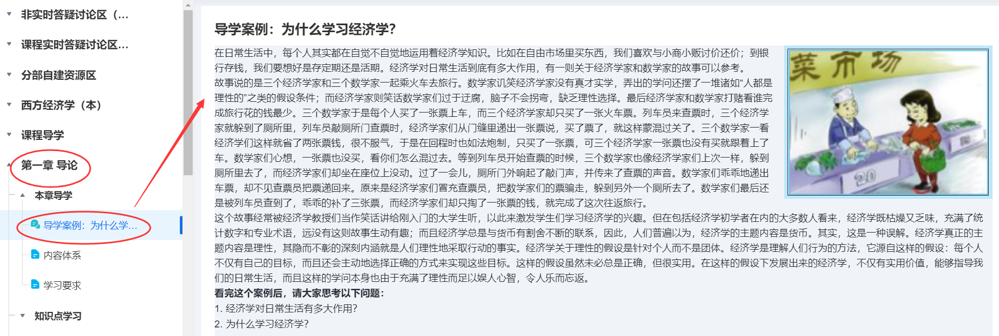 非实时答疑讨论区（...
课程实时答疑讨论区...
分部自建资源区
西方经济学（本）
课程导学
第一章 导论
本章导学
导学案例：为什么学...
内容体系
学习要求
知识点学习
导学案例：为什么学习经济学？
在日常生活中，每个人其实都在自觉不自觉地运用着经济学知识。比如在自由市场里买东西，我们喜欢与小商小贩讨价还价；到银
行存钱，我们要想好是存定期还是活期。经济学对日常生活到底有多大作用，有一则关于经济学家和数学家的故事可以参考。
故事说的是三个经济学家和三个数学家一起乘火车去旅行。数学家讥笑经济学家没有真才实学，弄出的学问还摆了一堆诸如“人都是
理性的”之类的假设条件；而经济学家则笑话数学家们过于迂腐，脑子不会拐弯，缺乏理性选择。最后经济学家和数学家打赌看谁完
成旅行花的钱最少。三个数学家于是每个人买了一张票上车，而三个经济学家却只买了一张火车票。列车员来查票时，三个经济学
家就躲到了厕所里，列车员敲厕所门查票时，经济学家们从门缝里递出一张票说，买了票了，就这样蒙混过关了。三个数学家一看
经济学们这样就省了两张票钱，很不服气，于是在回程时也如法炮制，只买了一张票，可三个经济学家一张票也没有买就跟着上了
车。数学家们心想，一张票也没买，看你们怎么混过去。等到列车员开始查票的时候，三个数学家也像经济学家们上次一样，躲到
厕所里去了，而经济学家们却坐在座位上没动。过了一会儿，厕所门外响起了敲门声，并传来了查票的声音。数学家们乖乖地递出
车票，却不见查票员把票递回来。原来是经济学家们冒充查票员，把数学家们的票骗走，躲到另外一个厕所去了。数学家们最后还
是被列车员查到了，乖乖的补了三张票，而经济学家们却只掏了一张票的钱，就完成了这次往返旅行。
这个故事经常被经济学教授们当作笑话讲给刚入门的大学生听，以此来激发学生们学习经济学的兴趣。但在包括经济学初学者在内的大多数人看来，经济学既枯燥又乏味，充满了统
计数字和专业术语，远没有这则故事生动有趣；而且经济学总是与货币有割舍不断的联系，因此，人们普遍以为，经济学的主题内容是货币。其实，这是一种误解。经济学真正的主
题内容是理性，其隐而不彰的深刻内涵就是人们理性地采取行动的事实。经济学关于理性的假设是针对个人而不是团体。经济学是理解人们行为的方法，它源自这样的假设：每个人
不仅有自己的目标，而且还会主动地选择正确的方式来实现这些目标。这样的假设虽然未必总是正确，但很实用。在这样的假设下发展出来的经济学，不仅有实用价值，能够指导我
们的日常生活，而且这样的学问本身也由于充满了理性而足以娱人心智，令人乐而忘返。
看完这个案例后，请大家思考以下问题：
1. 经济学对日常生活有多大作用？
2. 为什么学习经济学？
菜市场
20